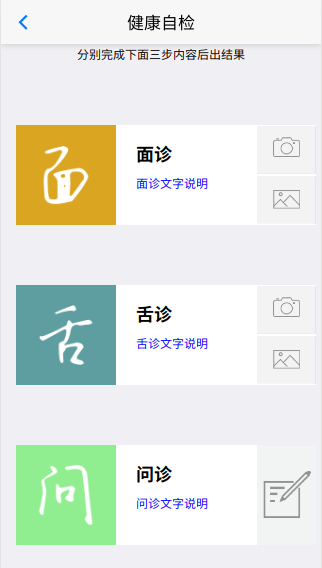 健康自检
分别完成下面三步内容后出结果
面
面诊
面诊文字说明
舌
舌诊
舌诊文字说明
问
问诊
问诊文字说明